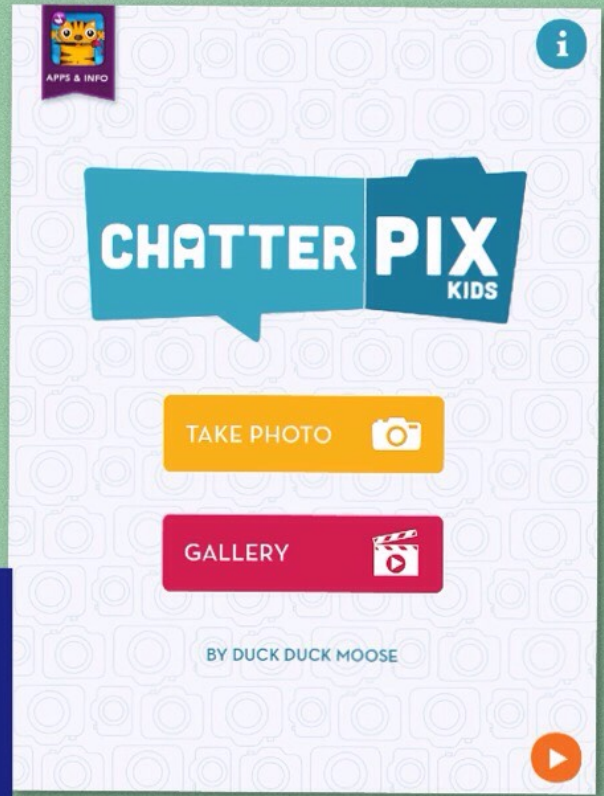 APPS & INFO
i
CHATTER PIX
KIDS
TAKE PHOTO
GALLERY
BY DUCK DUCK MOOSE